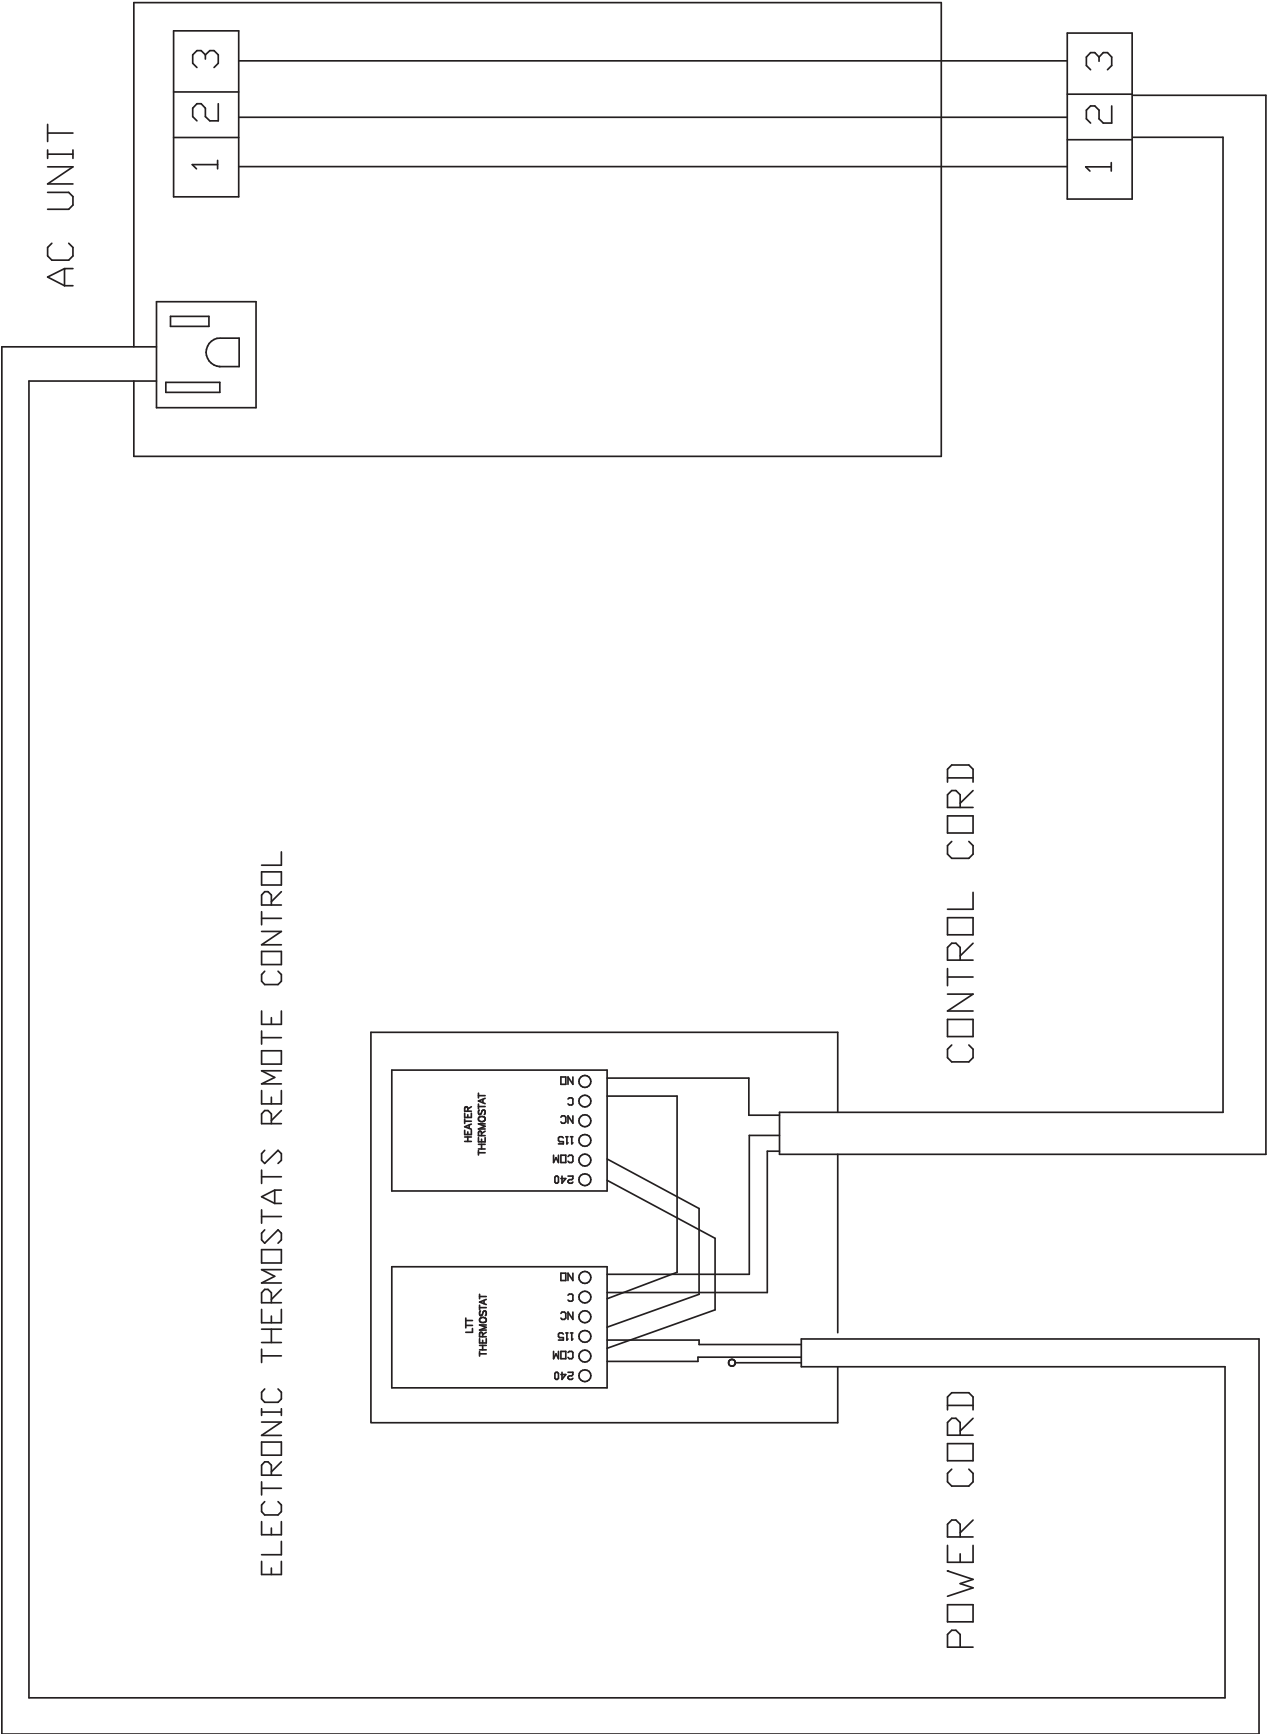 AC UNIT
3
2
1
3
2
1
ELECTRONIC THERMOSTATS REMOTE CONTROL
HEATER
THERMOSTAT
NO
C
NC
115
COM
240
LTT
THERMOSTAT
NO
C
NC
115
COM
240
CONTROL CORD
POWER CORD